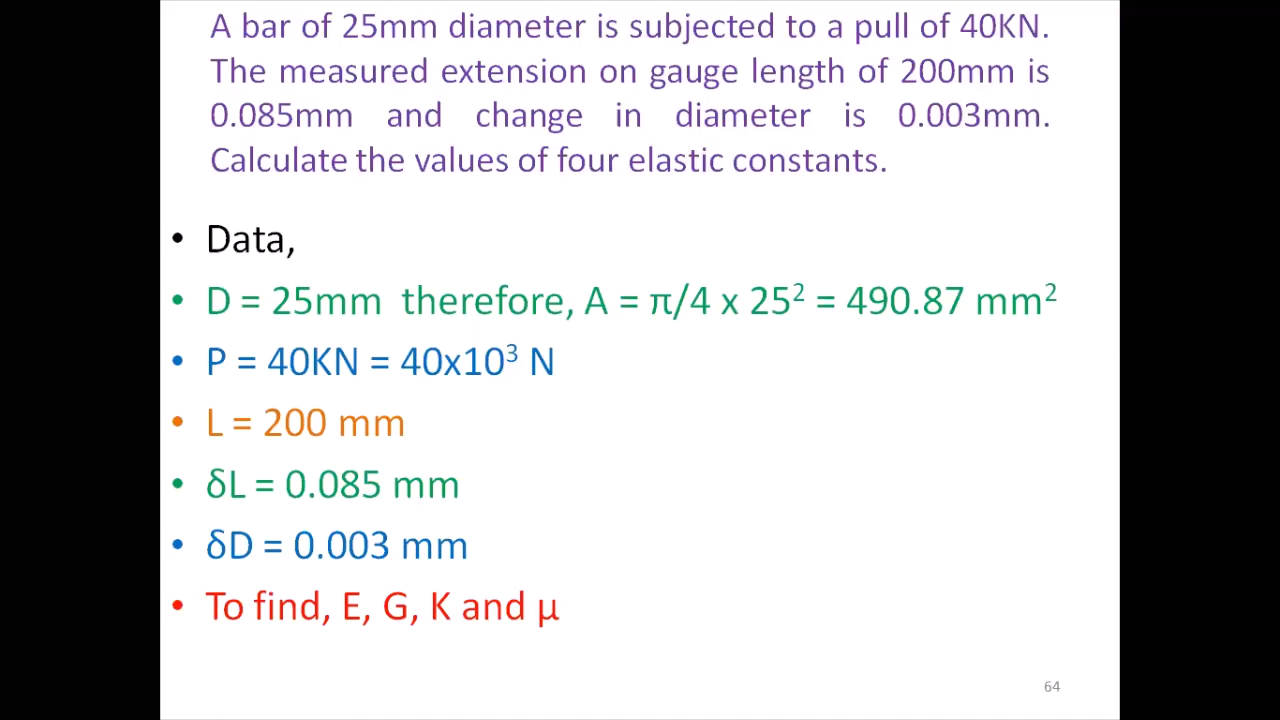 A bar of 25mm diameter is subjected to a pull of 40KN.
The measured extension on gauge length of 200mm is
0.085mm and change in diameter is 0.003mm.
Calculate the values of four elastic constants.
• Data,
• D = 25mm therefore, A = π/4 x 25² = 490.87 mm²
• P = 40KN = 40x10³ N
• L = 200 mm
• δL = 0.085 mm
• δD = 0.003 mm
• To find, E, G, K and μ
64